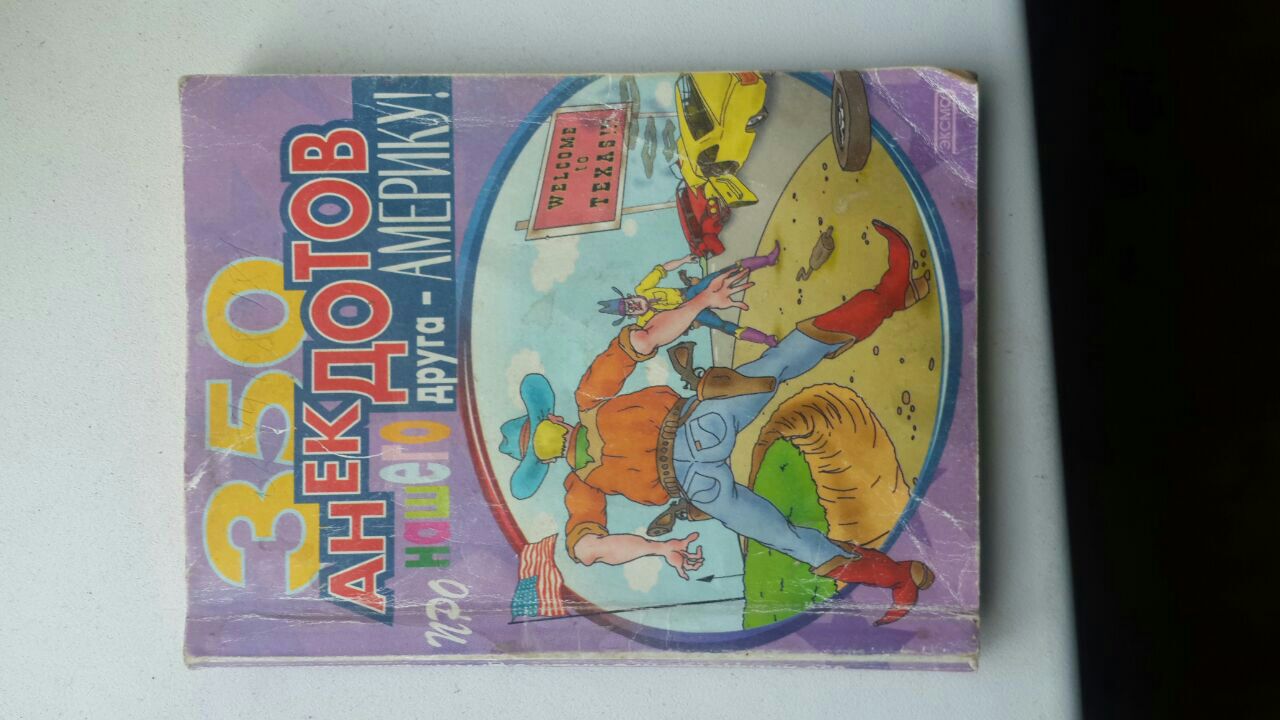 350
АНЕКДОТОВ
про нашего друга - АМЕРИКУ!
WELCOME
to
TEXAS!!!
ЭКСМО